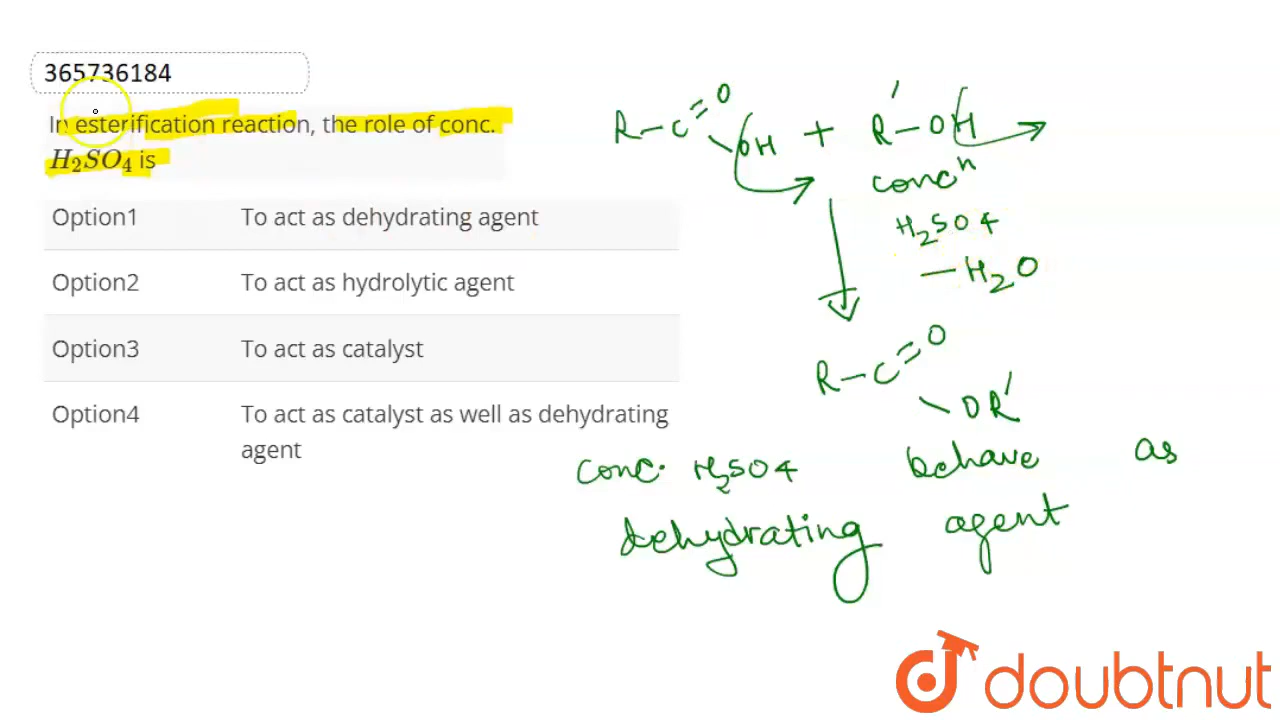 365736184
In esterification reaction, the role of conc.
H₂SO₄ is
Option1 To act as dehydrating agent
Option2 To act as hydrolytic agent
Option3 To act as catalyst
Option4 To act as catalyst as well as dehydrating
agent
R-C=O
OH + R'-OH
concⁿ
H₂SO4
-H₂O
R-C=O
OR'
conc. H₂SO4 behave as
dehydrating agent
doubtnut